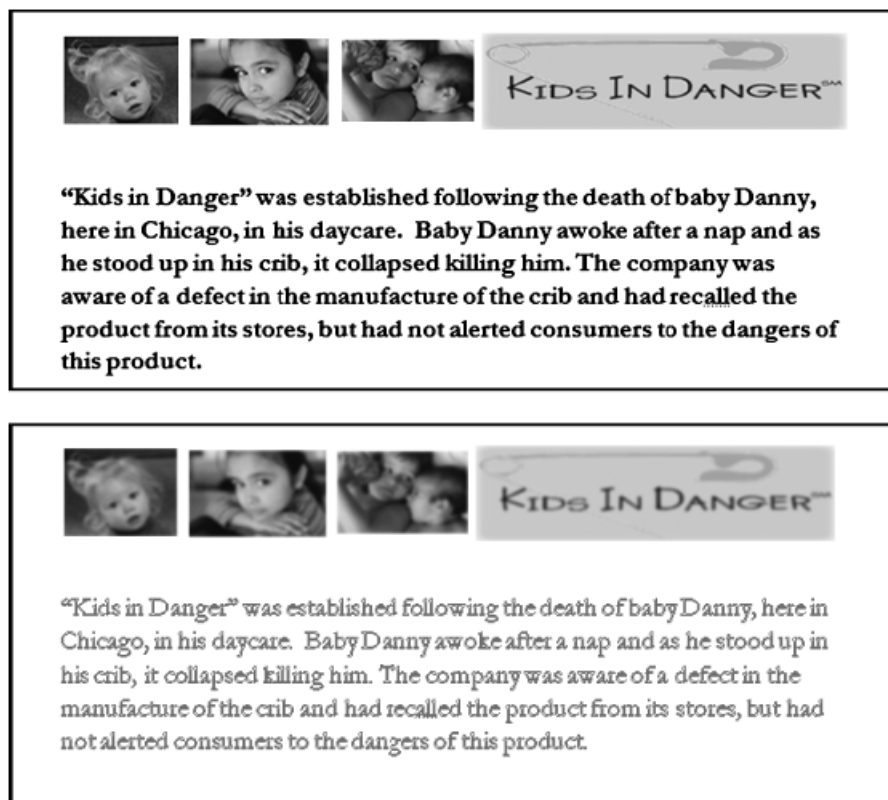 KIDS IN DANGER℠
“Kids in Danger” was established following the death of baby Danny,
here in Chicago, in his daycare.  Baby Danny awoke after a nap and as
he stood up in his crib, it collapsed killing him. The company was
aware of a defect in the manufacture of the crib and had recalled the
product from its stores, but had not alerted consumers to the dangers of
this product.
KIDS IN DANGER℠
“Kids in Danger” was established following the death of baby Danny, here in
Chicago, in his daycare.  Baby Danny awoke after a nap and as he stood up in
his crib, it collapsed killing him. The company was aware of a defect in the
manufacture of the crib and had recalled the product from its stores, but had
not alerted consumers to the dangers of this product.